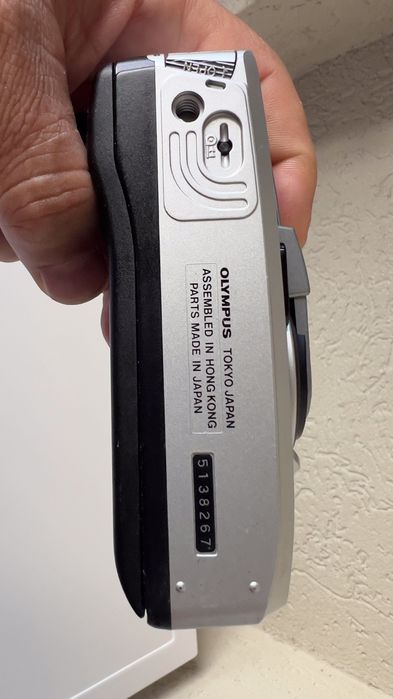 OLYMPUS TOKYO JAPAN
ASSEMBLED IN HONG KONG
PARTS MADE IN JAPAN
5138267